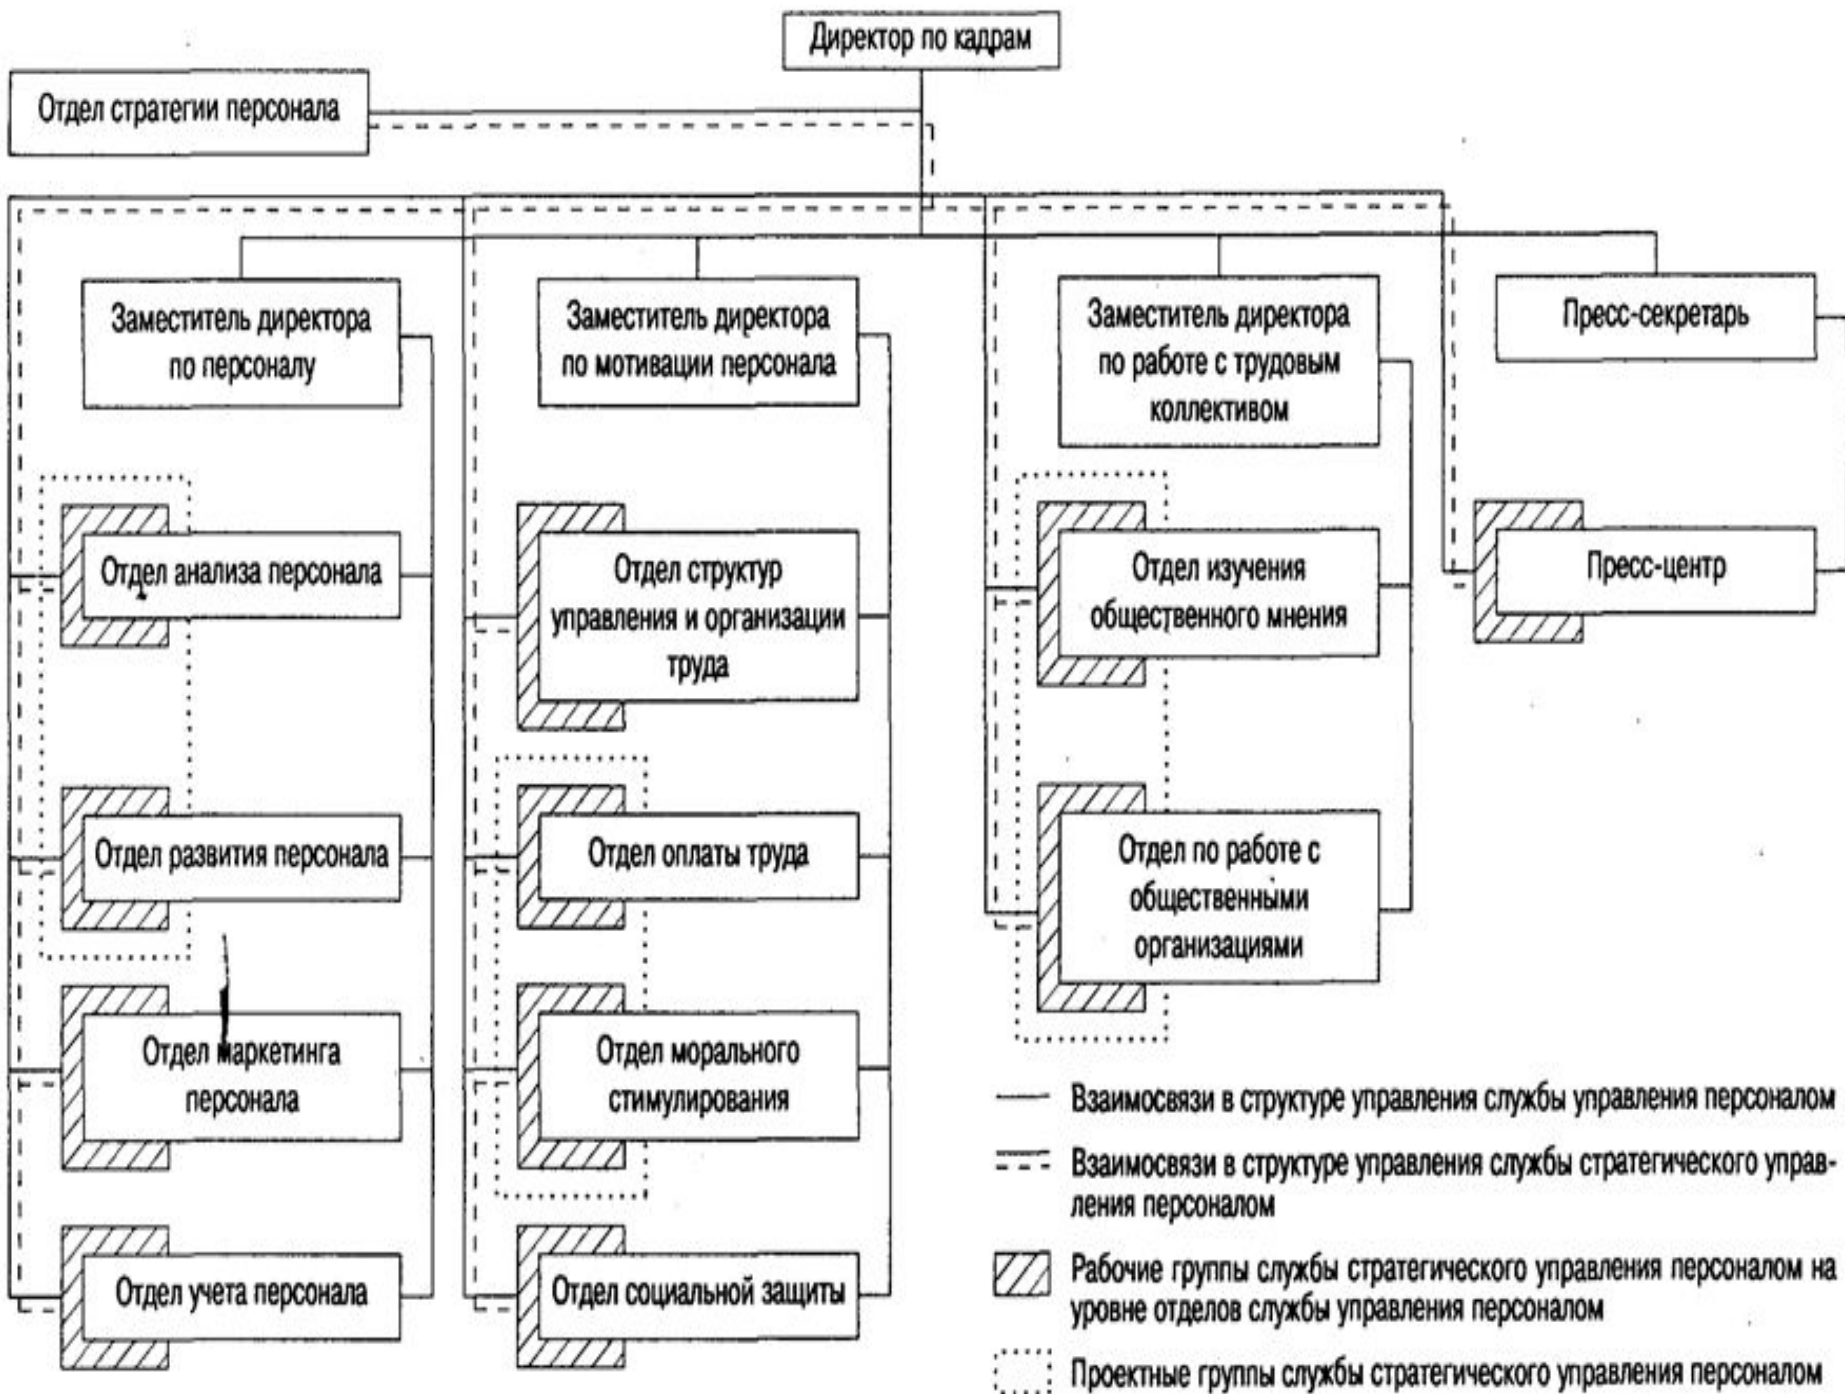 Директор по кадрам
Отдел стратегии персонала
Заместитель директора
по персоналу
Заместитель директора
по мотивации персонала
Заместитель директора
по работе с трудовым
коллективом
Пресс-секретарь
Отдел анализа персонала
Отдел структур
управления и организации
труда
Отдел изучения
общественного мнения
Пресс-центр
Отдел развития персонала
Отдел оплаты труда
Отдел по работе с
общественными
организациями
Отдел маркетинга
персонала
Отдел морального
стимулирования
Отдел учета персонала
Отдел социальной защиты
Взаимосвязи в структуре управления службы управления персоналом
Взаимосвязи в структуре управления службы стратегического управ-
ления персоналом
Рабочие группы службы стратегического управления персоналом на
уровне отделов службы управления персоналом
Проектные группы службы стратегического управления персоналом